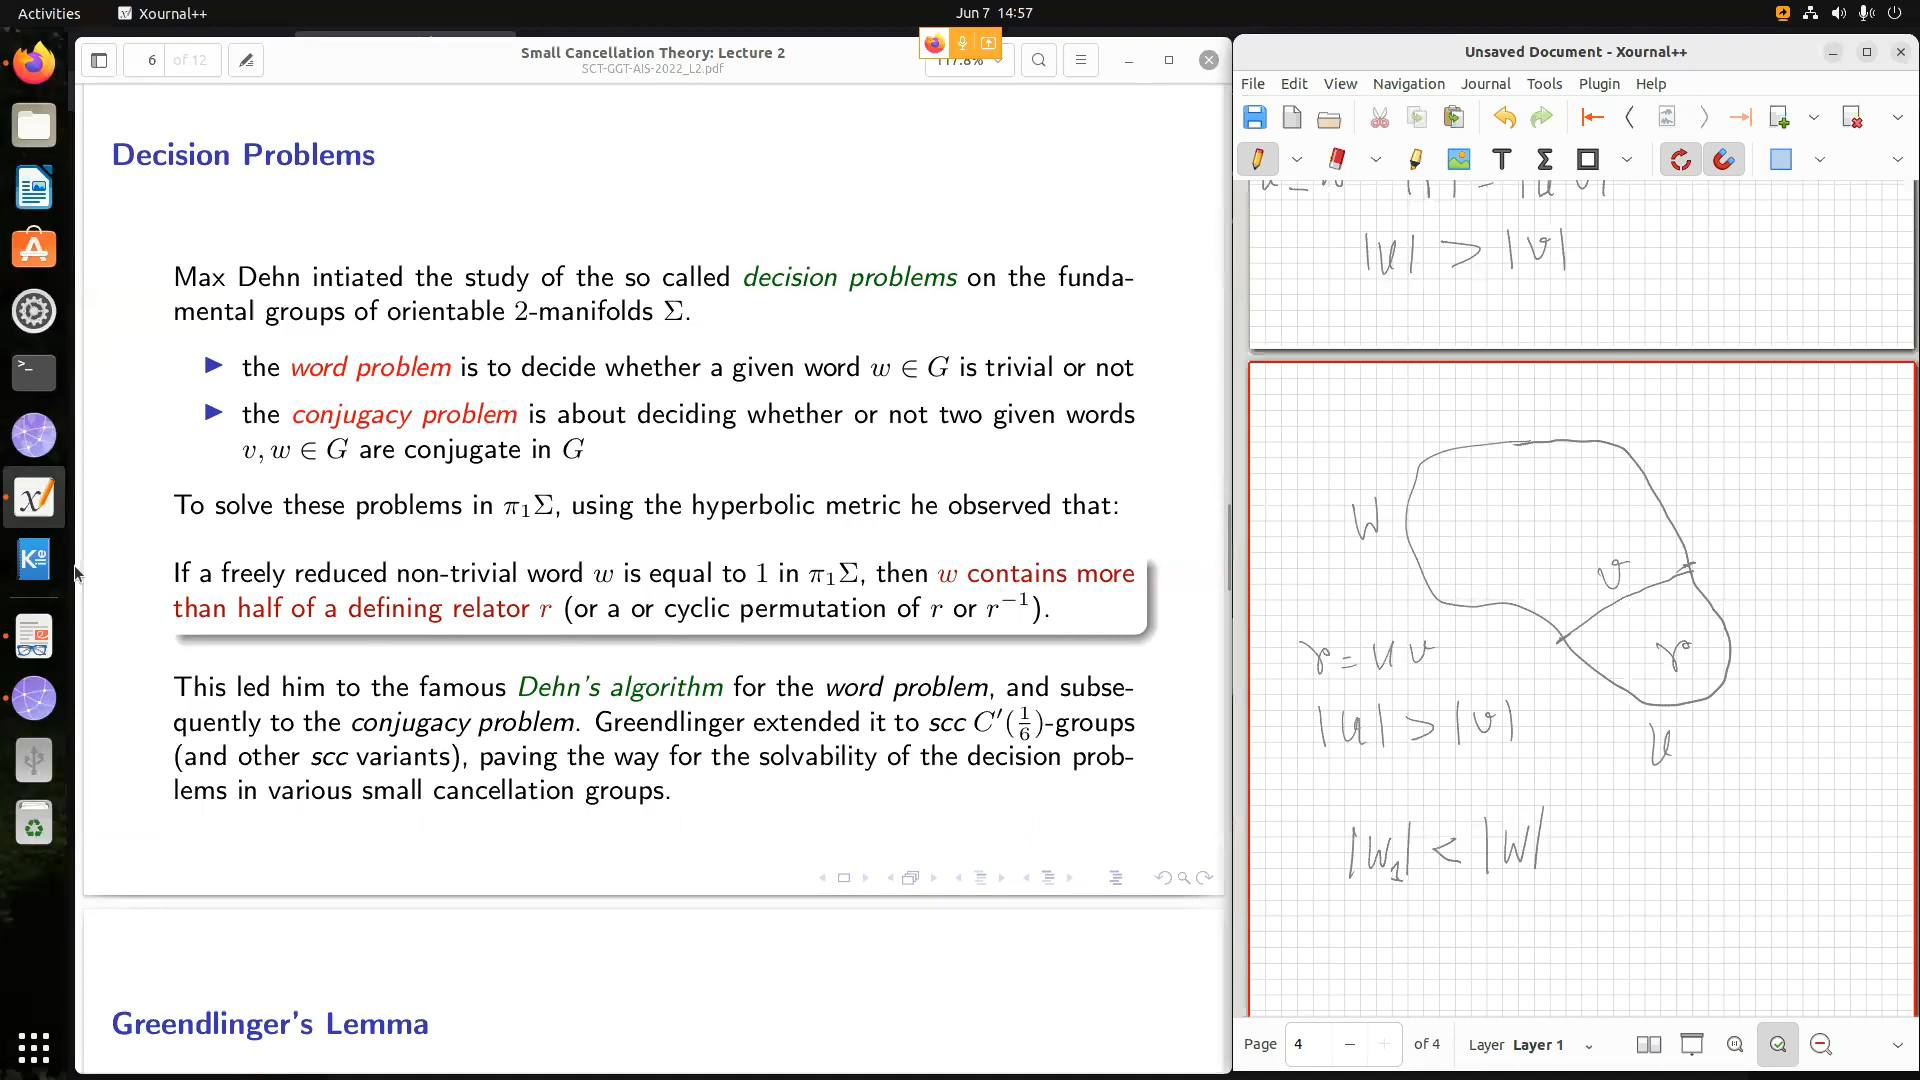 Activities
Xournal++
Jun 7 14:57
6 of 12
Small Cancellation Theory: Lecture 2
SCT-GGT-AIS-2022_L2.pdf
Decision Problems
Max Dehn intiated the study of the so called decision problems on the funda-
mental groups of orientable 2-manifolds Σ.
▶ the word problem is to decide whether a given word w ∈ G is trivial or not
▶ the conjugacy problem is about deciding whether or not two given words
v, w ∈ G are conjugate in G
To solve these problems in π₁Σ, using the hyperbolic metric he observed that:
If a freely reduced non-trivial word w is equal to 1 in π₁Σ, then w contains more
than half of a defining relator r (or a or cyclic permutation of r or r⁻¹).
This led him to the famous Dehn's algorithm for the word problem, and subse-
quently to the conjugacy problem. Greendlinger extended it to scc C′(1/6)-groups
(and other scc variants), paving the way for the solvability of the decision prob-
lems in various small cancellation groups.
Greendlinger's Lemma
Unsaved Document - Xournal++
File Edit View Navigation Journal Tools Plugin Help
|u| > |v|
W
v
r = u v
r
|u| > |v|
u
|W₁| < |W|
Page 4 of 4 Layer Layer 1